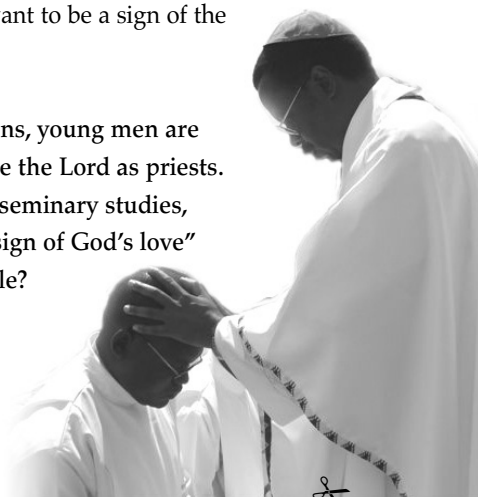 ant to be a sign of the
ns, young men are
e the Lord as priests.
seminary studies,
sign of God’s love”
le?